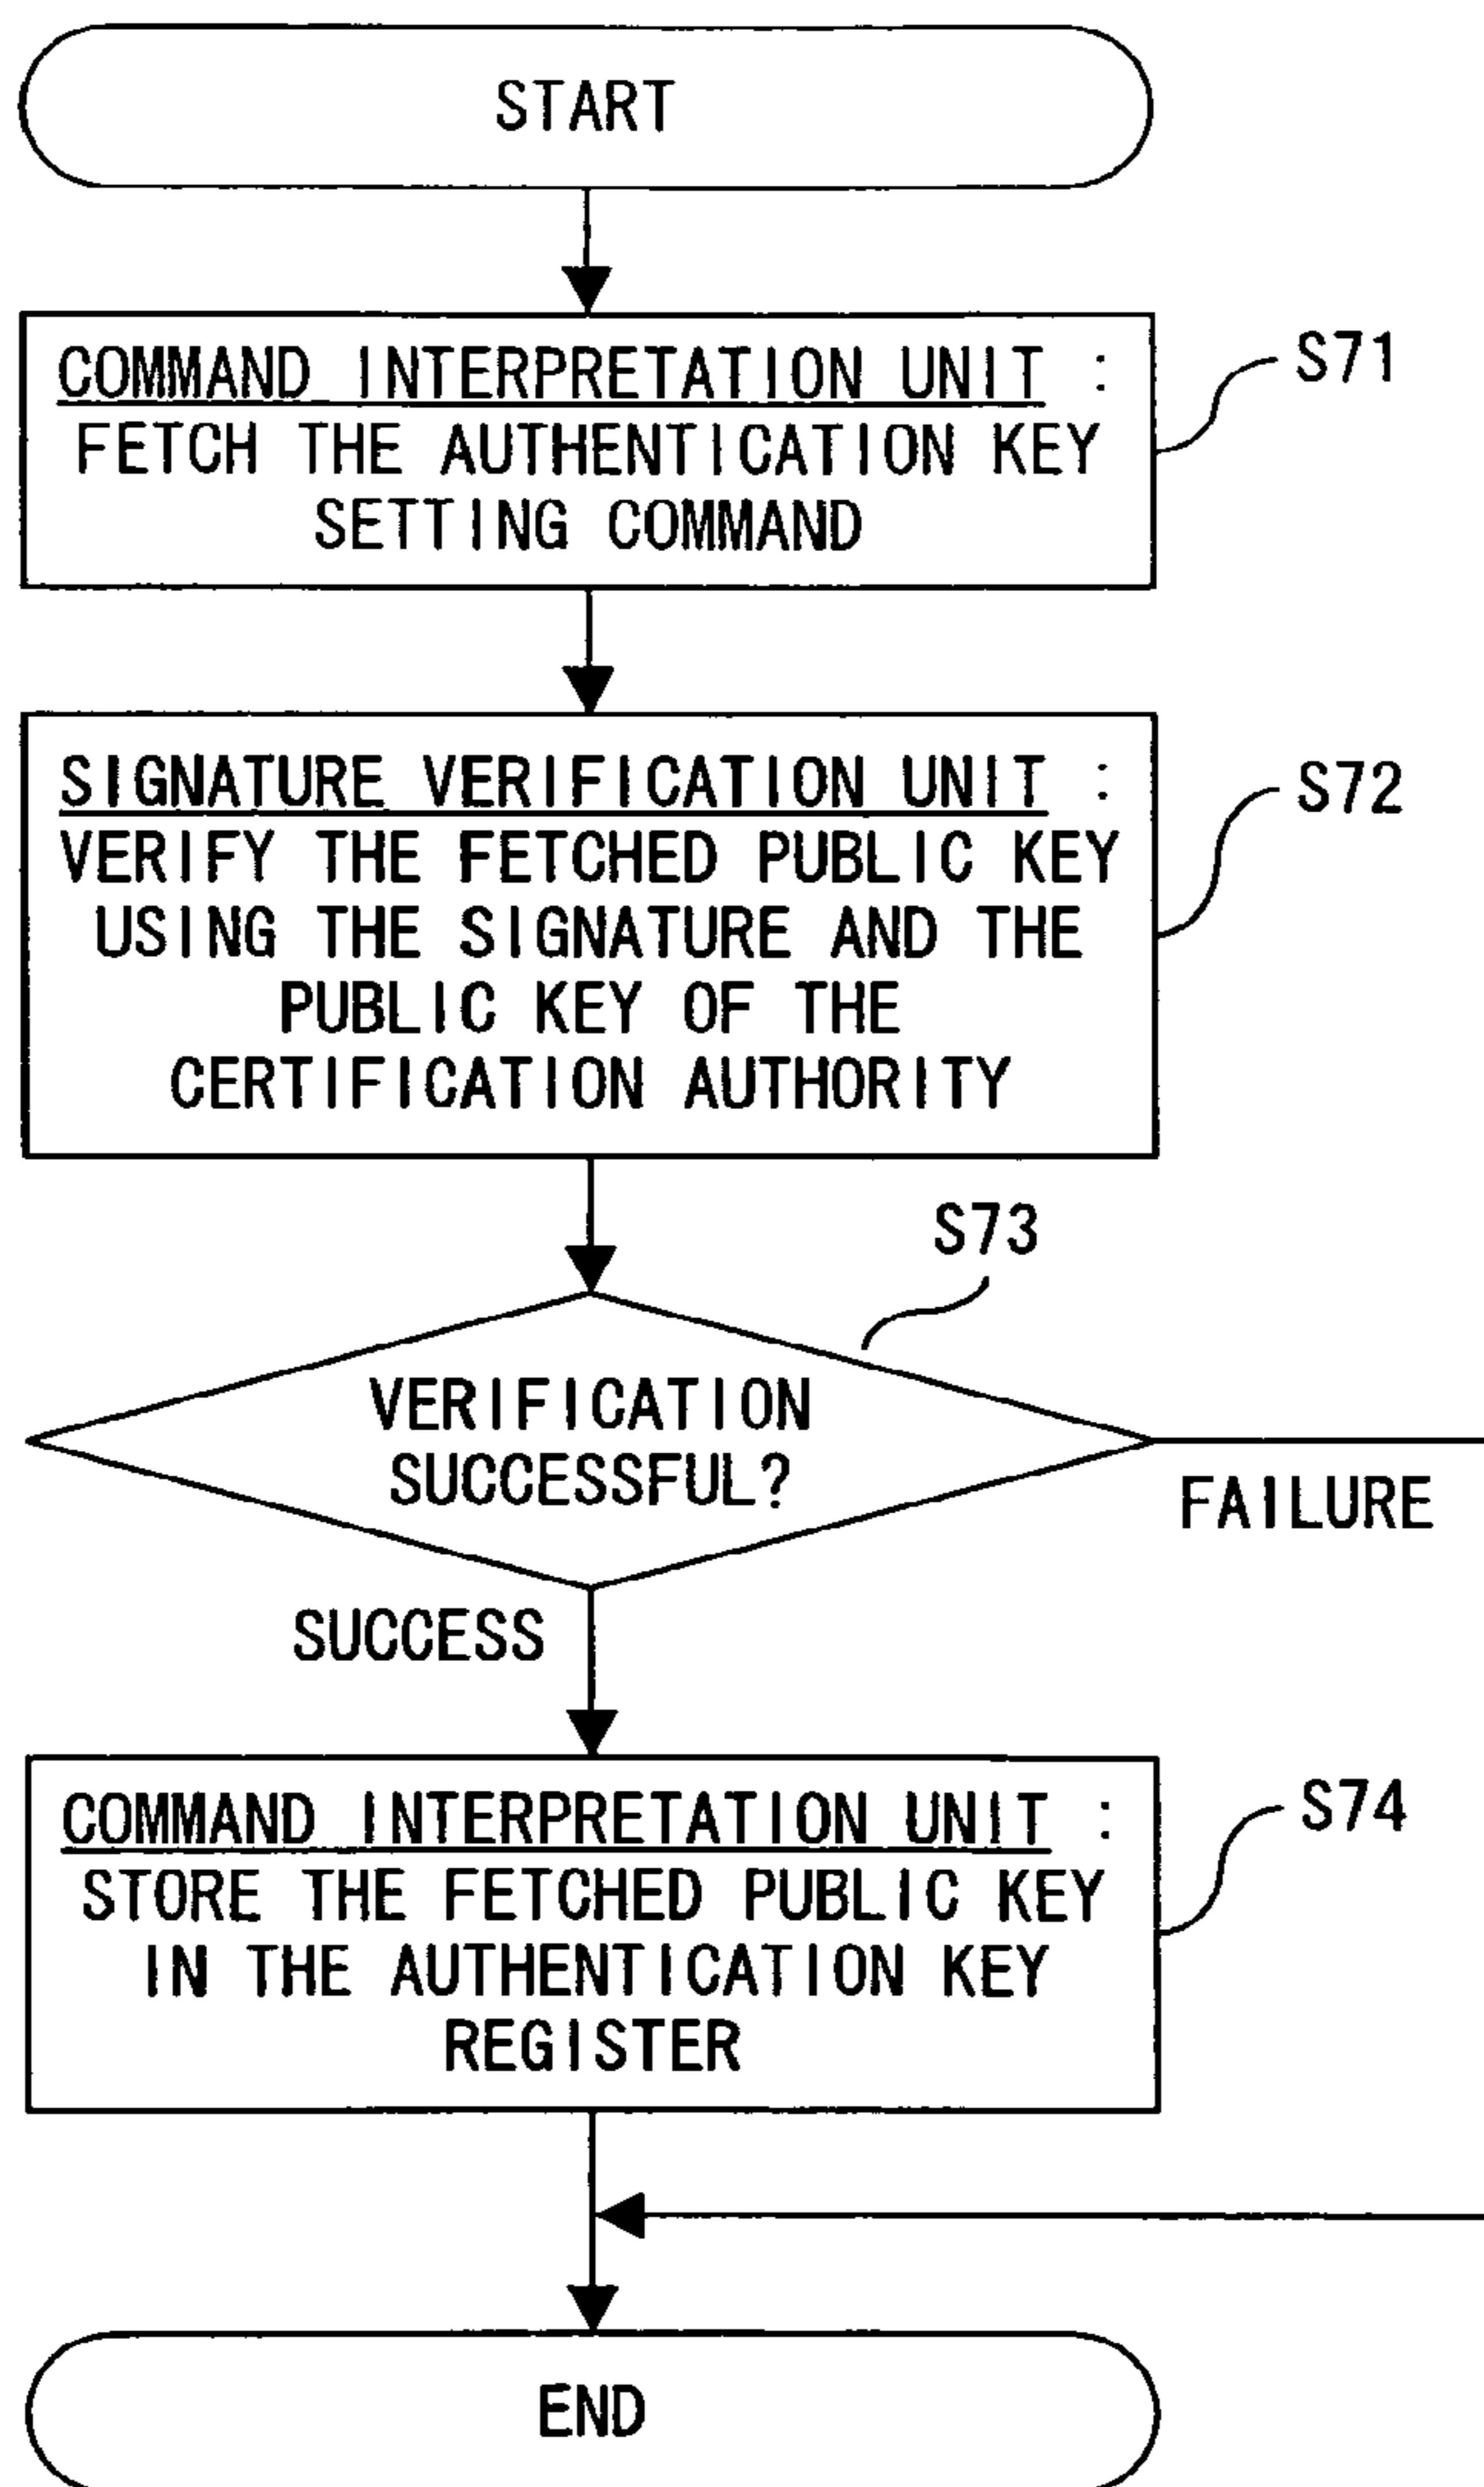 START
COMMAND INTERPRETATION UNIT :
FETCH THE AUTHENTICATION KEY
SETTING COMMAND
S71
SIGNATURE VERIFICATION UNIT :
VERIFY THE FETCHED PUBLIC KEY
USING THE SIGNATURE AND THE
PUBLIC KEY OF THE
CERTIFICATION AUTHORITY
S72
S73
VERIFICATION
SUCCESSFUL?
FAILURE
SUCCESS
COMMAND INTERPRETATION UNIT :
STORE THE FETCHED PUBLIC KEY
IN THE AUTHENTICATION KEY
REGISTER
S74
END